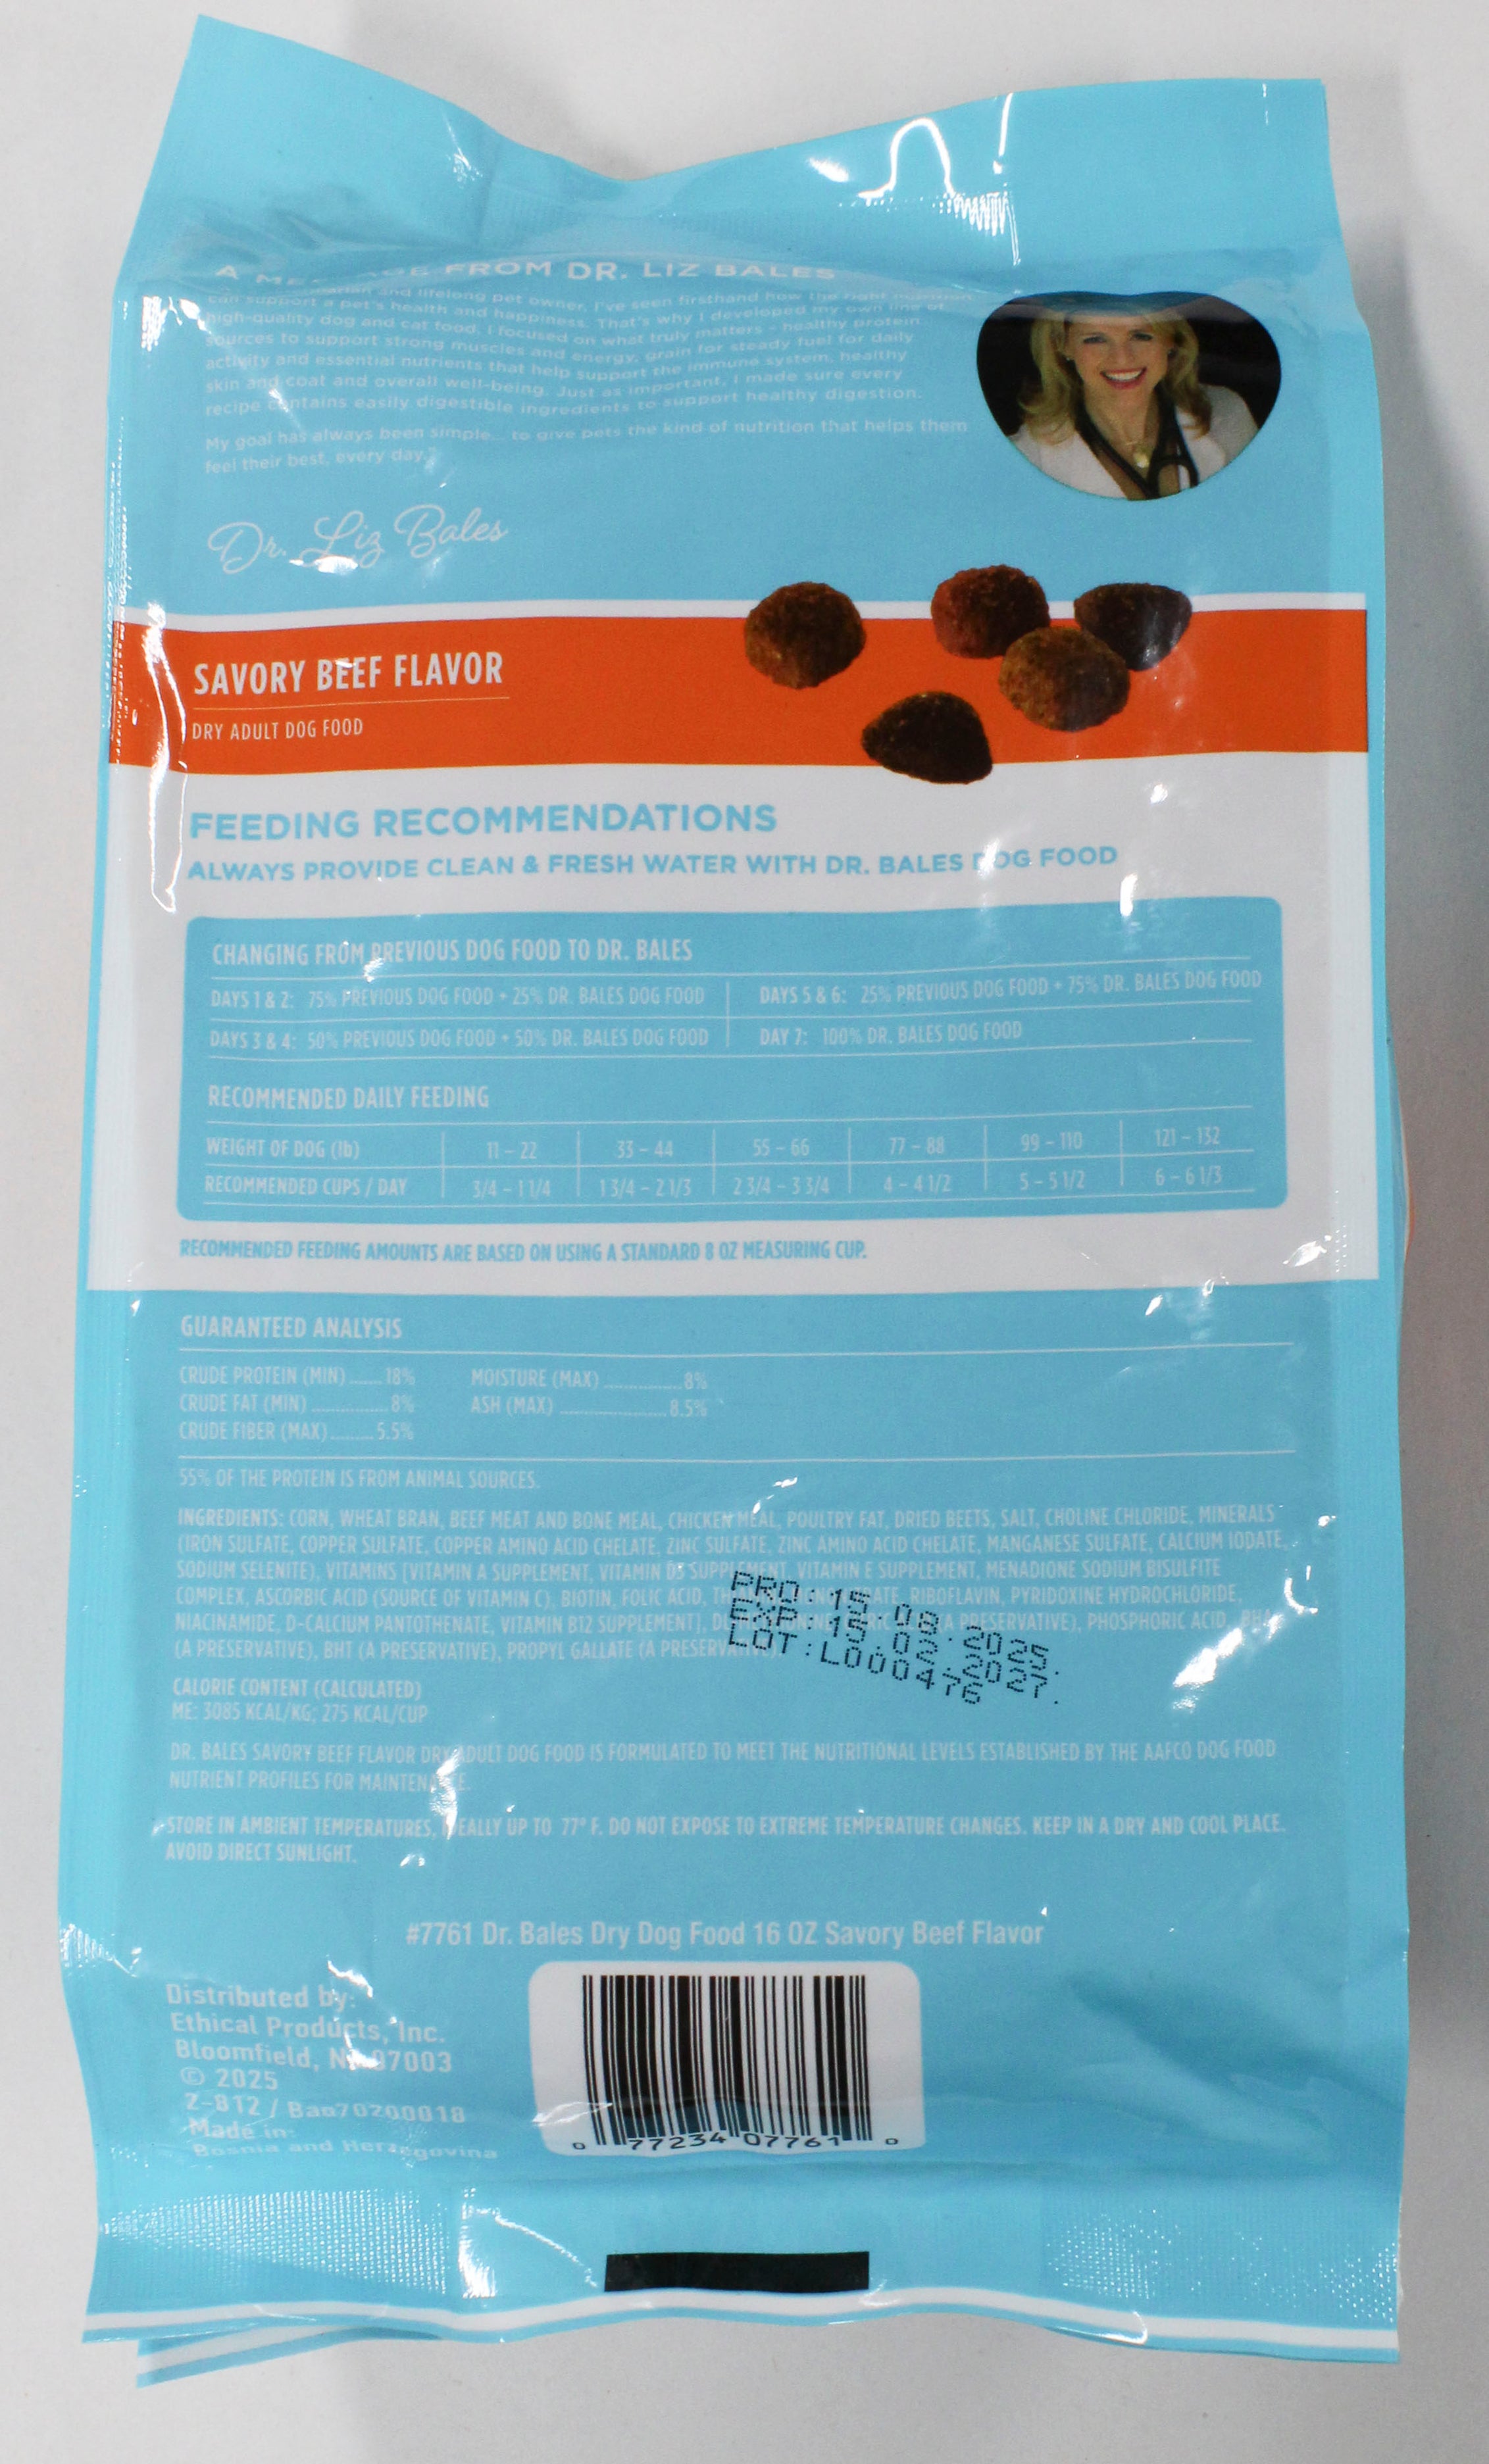 A FROM DR. LIZ BALES
and lifelong pet owner, I've seen firsthand how the right
can support a pet's health and happiness. That's why I developed my own line of
high-quality dog and cat food. I focused on what truly matters - healthy protein
sources to support strong muscles and energy, grain for steady fuel for daily
activity and essential nutrients that help support the immune system, healthy
skin and coat and overall well-being. Just as important, I made sure every
recipe contains easily digestible ingredients to support healthy digestion.
My goal has always been simple... to give pets the kind of nutrition that helps them
feel their best, every day.
Dr. Liz Bales
SAVORY BEEF FLAVOR
DRY ADULT DOG FOOD
FEEDING RECOMMENDATIONS
ALWAYS PROVIDE CLEAN & FRESH WATER WITH DR. BALES DOG FOOD
CHANGING FROM PREVIOUS DOG FOOD TO DR. BALES
DAYS 1 & 2: 75% PREVIOUS DOG FOOD + 25% DR. BALES DOG FOOD DAYS 5 & 6: 25% PREVIOUS DOG FOOD + 75% DR. BALES DOG FOOD
DAYS 3 & 4: 50% PREVIOUS DOG FOOD + 50% DR. BALES DOG FOOD DAY 7: 100% DR. BALES DOG FOOD
RECOMMENDED DAILY FEEDING
WEIGHT OF DOG (lb) 11 – 22 33 – 44 55 – 66 77 – 88 99 – 110 121 – 132
RECOMMENDED CUPS / DAY 3/4 – 1 1/4 1 3/4 – 2 1/3 2 3/4 – 3 3/4 4 – 4 1/2 5 – 5 1/2 6 – 6 1/3
RECOMMENDED FEEDING AMOUNTS ARE BASED ON USING A STANDARD 8 OZ MEASURING CUP.
GUARANTEED ANALYSIS
CRUDE PROTEIN (MIN) ....... 18% MOISTURE (MAX) ................ 8%
CRUDE FAT (MIN) ............... 8% ASH (MAX) ...................... 8.5%
CRUDE FIBER (MAX) ......... 5.5%
55% OF THE PROTEIN IS FROM ANIMAL SOURCES.
INGREDIENTS: CORN, WHEAT BRAN, BEEF MEAT AND BONE MEAL, CHICKEN MEAL, POULTRY FAT, DRIED BEETS, SALT, CHOLINE CHLORIDE, MINERALS
(IRON SULFATE, COPPER SULFATE, COPPER AMINO ACID CHELATE, ZINC SULFATE, ZINC AMINO ACID CHELATE, MANGANESE SULFATE, CALCIUM IODATE,
SODIUM SELENITE), VITAMINS [VITAMIN A SUPPLEMENT, VITAMIN D3 SUPPLEMENT, VITAMIN E SUPPLEMENT, MENADIONE SODIUM BISULFITE
COMPLEX, ASCORBIC ACID (SOURCE OF VITAMIN C), BIOTIN, FOLIC ACID, RIBOFLAVIN, PYRIDOXINE HYDROCHLORIDE,
NIACINAMIDE, D-CALCIUM PANTOTHENATE, VITAMIN B12 SUPPLEMENT], (A PRESERVATIVE), PHOSPHORIC ACID, BHA
(A PRESERVATIVE), BHT (A PRESERVATIVE), PROPYL GALLATE (A PRESERVATIVE).
PRO: 15.08.2025.
EXP: 15.02.2027.
LOT:L000476
CALORIE CONTENT (CALCULATED)
ME: 3085 KCAL/KG; 275 KCAL/CUP
DR. BALES SAVORY BEEF FLAVOR DRY ADULT DOG FOOD IS FORMULATED TO MEET THE NUTRITIONAL LEVELS ESTABLISHED BY THE AAFCO DOG FOOD
NUTRIENT PROFILES FOR MAINTENANCE.
STORE IN AMBIENT TEMPERATURES, IDEALLY UP TO 77° F. DO NOT EXPOSE TO EXTREME TEMPERATURE CHANGES. KEEP IN A DRY AND COOL PLACE.
AVOID DIRECT SUNLIGHT.
#7761 Dr. Bales Dry Dog Food 16 OZ Savory Beef Flavor
Distributed by:
Ethical Products, Inc.
Bloomfield, NJ 07003
© 2025
Z-812 / Bag70200018
Made in:
Bosnia and Herzegovina
0 77234 07761 0